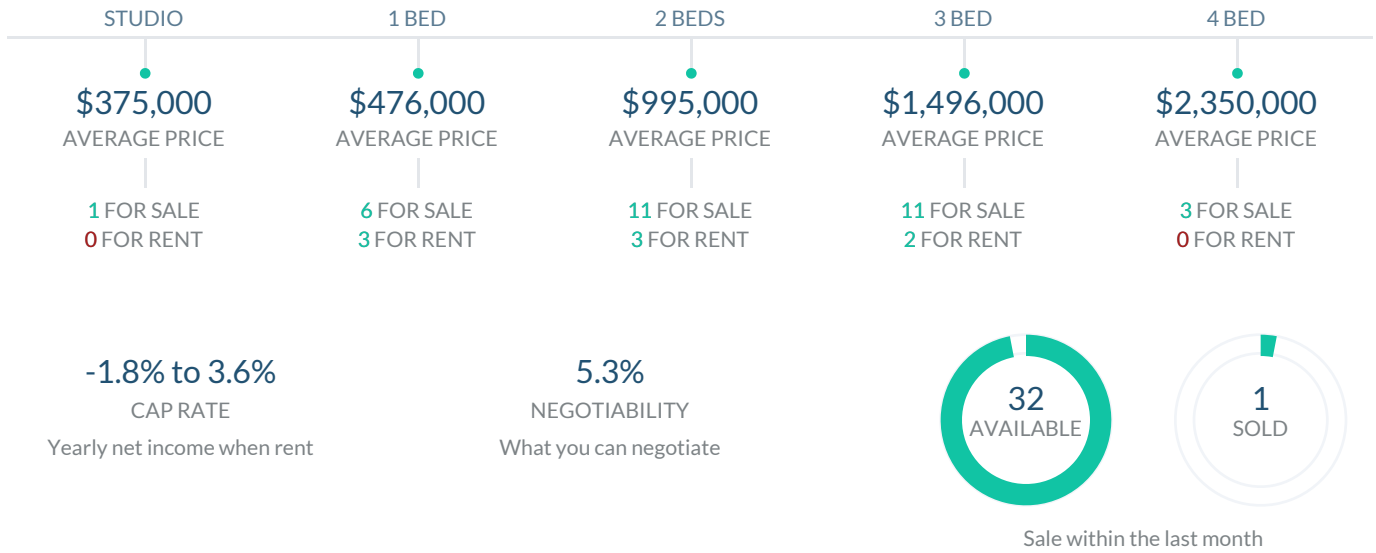 STUDIO
1 BED
2 BEDS
3 BED
4 BED
$375,000
$476,000
$995,000
$1,496,000
$2,350,000
AVERAGE PRICE
AVERAGE PRICE
AVERAGE PRICE
AVERAGE PRICE
AVERAGE PRICE
1 FOR SALE
6 FOR SALE
11 FOR SALE
11 FOR SALE
3 FOR SALE
0 FOR RENT
3 FOR RENT
3 FOR RENT
2 FOR RENT
0 FOR RENT
-1.8% to 3.6%
CAP RATE
Yearly net income when rent
5.3%
NEGOTIABILITY
What you can negotiate
32
AVAILABLE
1
SOLD
Sale within the last month